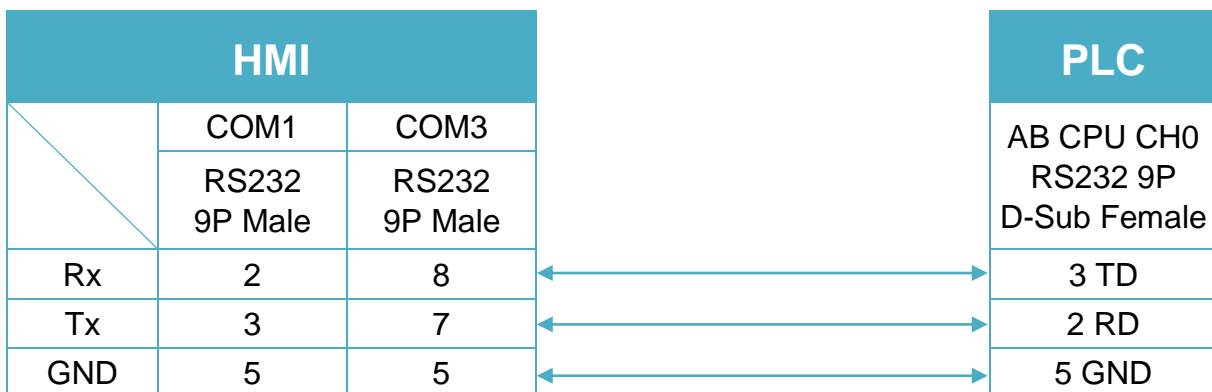 HMI PLC
COM1 COM3
RS232
9P Male
RS232
9P Male
AB CPU CH0
RS232 9P
D-Sub Female
Rx 2 8 3 TD
Tx 3 7 2 RD
GND 5 5 5 GND